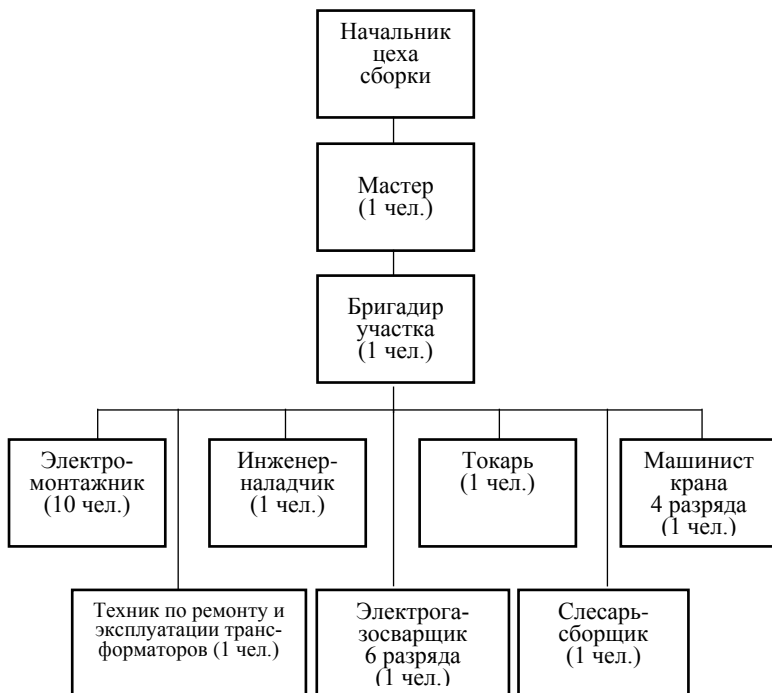 Начальник
цеха
сборки
Мастер
(1 чел.)
Бригадир
участка
(1 чел.)
Электро-
монтажник
(10 чел.)
Инженер-
наладчик
(1 чел.)
Токарь
(1 чел.)
Машинист
крана
4 разряда
(1 чел.)
Техник по ремонту и
эксплуатации транс-
форматоров (1 чел.)
Электрога-
зосварщик
6 разряда
(1 чел.)
Слесарь-
сборщик
(1 чел.)